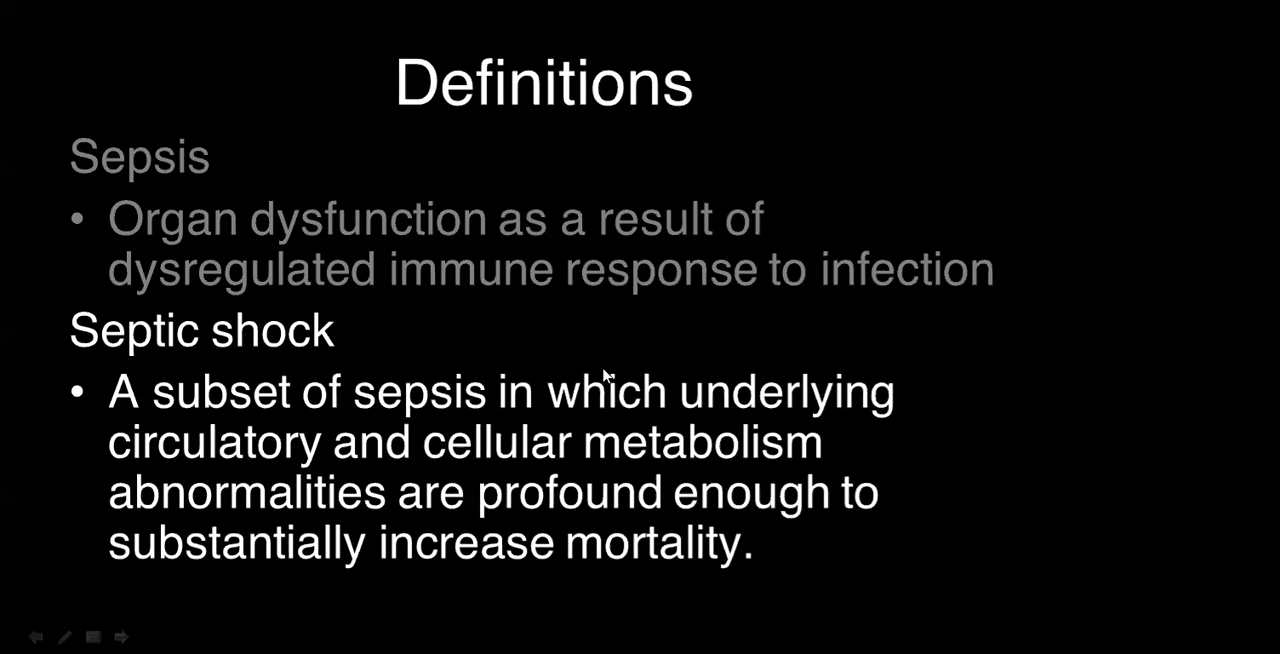 Definitions
Sepsis
• Organ dysfunction as a result of
dysregulated immune response to infection
Septic shock
• A subset of sepsis in which underlying
circulatory and cellular metabolism
abnormalities are profound enough to
substantially increase mortality.